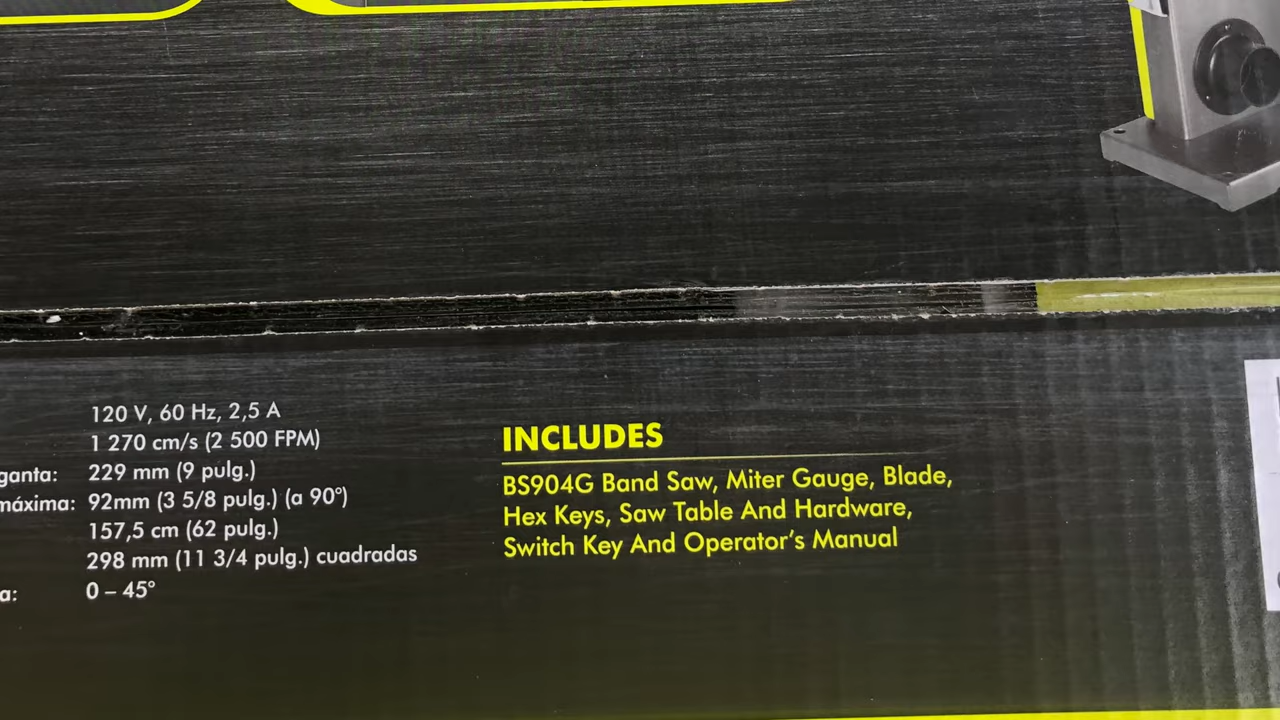 120 V, 60 Hz, 2,5 A
1 270 cm/s (2 500 FPM)
ganta: 229 mm (9 pulg.)
máxima: 92mm (3 5/8 pulg.) (a 90°)
157,5 cm (62 pulg.)
298 mm (11 3/4 pulg.) cuadradas
a: 0 – 45°
INCLUDES
BS904G Band Saw, Miter Gauge, Blade,
Hex Keys, Saw Table And Hardware,
Switch Key And Operator's Manual